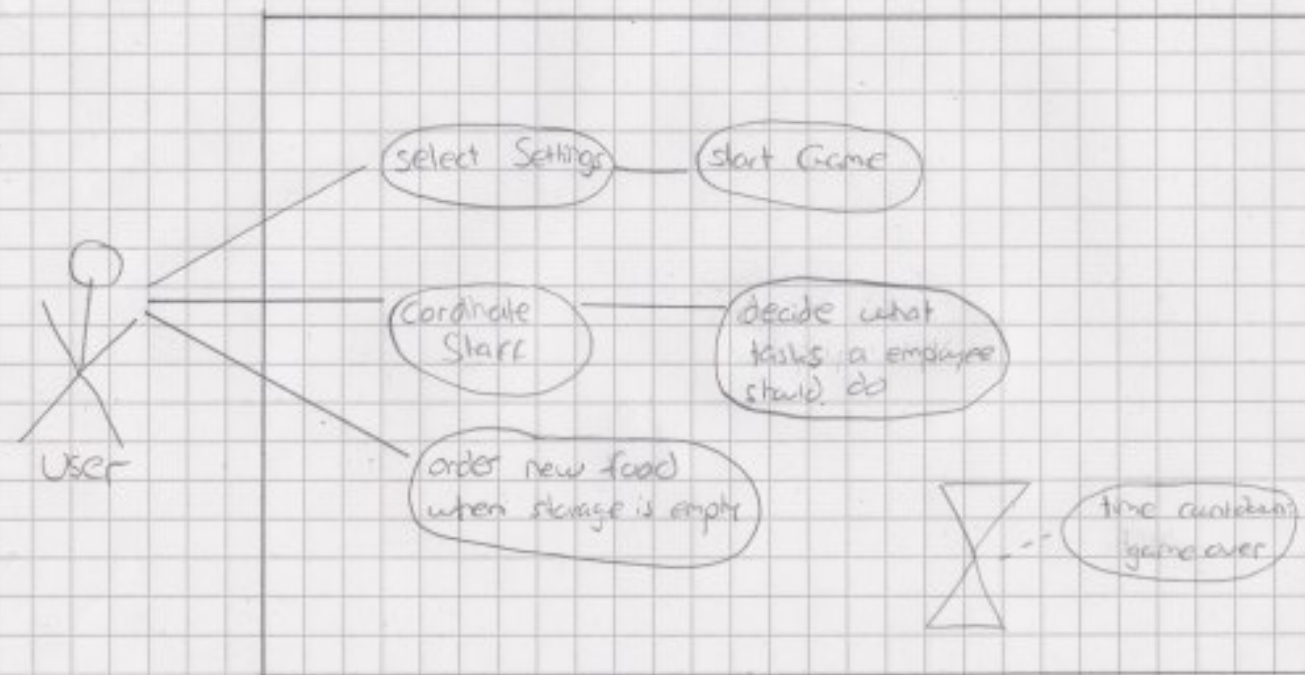 select Settings
start Game
Cordinate
Staff
decide what
tasks a employee
should do
User
order new food
when storage is empty
time
game over